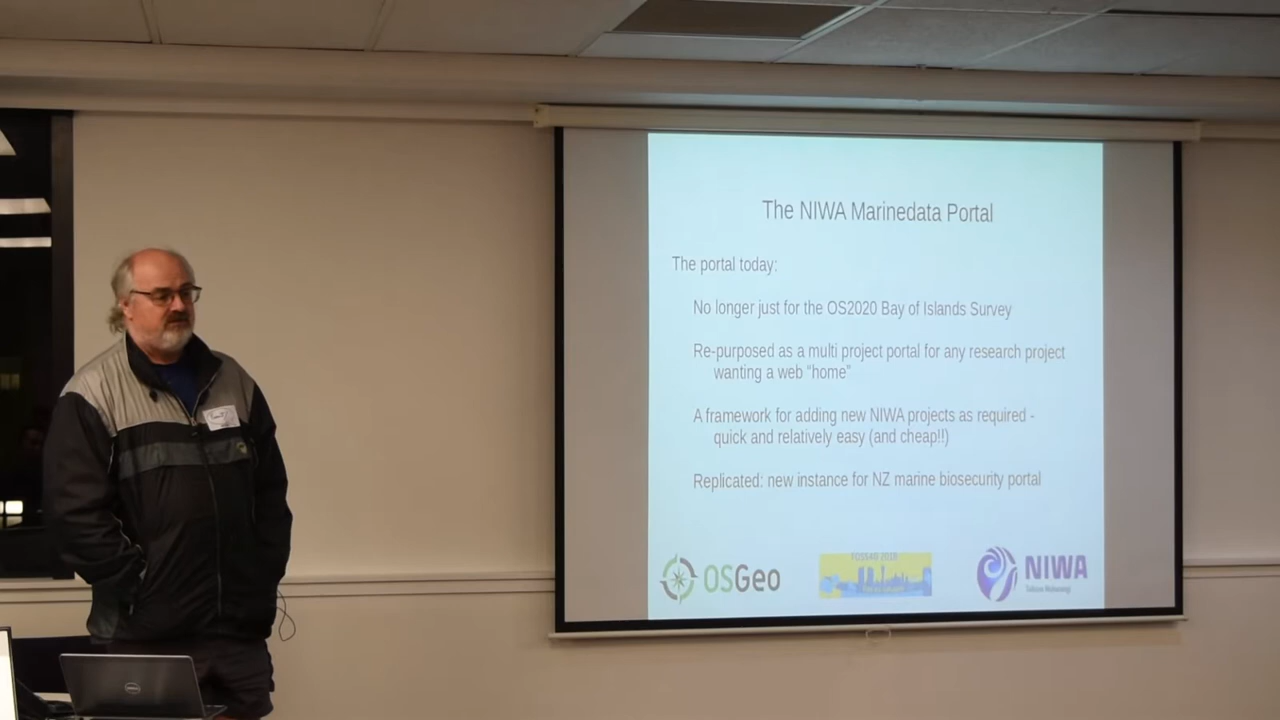 The NIWA Marinedata Portal
The portal today:
No longer just for the OS2020 Bay of Islands Survey
Re-purposed as a multi project portal for any research project
wanting a web “home”
A framework for adding new NIWA projects as required -
quick and relatively easy (and cheap!!)
Replicated: new instance for NZ marine biosecurity portal
OSGeo
NIWA
DELL